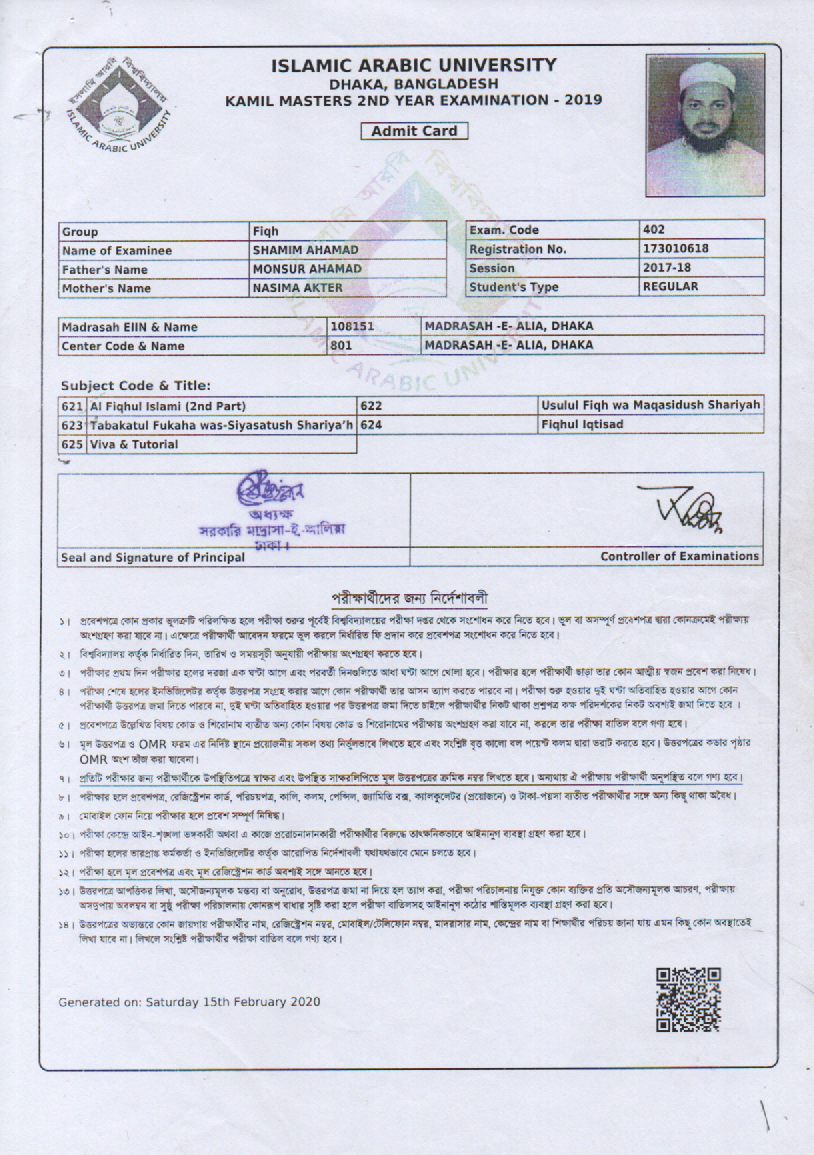 ইসলামি আরবি বিশ্ববিদ্যালয়
ISLAMIC ARABIC UNIVERSITY
ISLAMIC ARABIC UNIVERSITY
DHAKA, BANGLADESH
KAMIL MASTERS 2ND YEAR EXAMINATION - 2019
Admit Card
Group Fiqh
Name of Examinee SHAMIM AHAMAD
Father's Name MONSUR AHAMAD
Mother's Name NASIMA AKTER
Exam. Code 402
Registration No. 173010618
Session 2017-18
Student's Type REGULAR
Madrasah EIIN & Name 108151 MADRASAH -E- ALIA, DHAKA
Center Code & Name 801 MADRASAH -E- ALIA, DHAKA
Subject Code & Title:
621 Al Fiqhul Islami (2nd Part) 622 Usulul Fiqh wa Maqasidush Shariyah
623 Tabakatul Fukaha was-Siyasatush Shariya'h 624 Fiqhul Iqtisad
625 Viva & Tutorial
অধ্যক্ষ
সরকারি মাদ্রাসা-ই-আলিয়া
ঢাকা।
Seal and Signature of Principal Controller of Examinations
পরীক্ষার্থীদের জন্য নির্দেশাবলী
১। প্রবেশপত্রে কোন প্রকার ভুলত্রুটি পরিলক্ষিত হলে পরীক্ষা শুরুর পূর্বেই বিশ্ববিদ্যালয়ের পরীক্ষা দপ্তর থেকে সংশোধন করে নিতে হবে। ভুল বা অসম্পূর্ণ প্রবেশপত্র দ্বারা কোনক্রমেই পরীক্ষায়
অংশগ্রহণ করা যাবে না। এক্ষেত্রে পরীক্ষার্থী আবেদন ফরমে ভুল করলে নির্ধারিত ফি প্রদান করে প্রবেশপত্র সংশোধন করে নিতে হবে।
২। বিশ্ববিদ্যালয় কর্তৃক নির্ধারিত দিন, তারিখ ও সময়সূচী অনুযায়ী পরীক্ষায় অংশগ্রহণ করতে হবে।
৩। পরীক্ষার প্রথম দিন পরীক্ষার হলের দরজা এক ঘন্টা আগে এবং পরবর্তী দিনগুলিতে আধা ঘন্টা আগে খোলা হবে। পরীক্ষার হলে পরীক্ষার্থী ছাড়া তার কোন আত্মীয় স্বজন প্রবেশ করা নিষেধ।
৪। পরীক্ষা শেষে হলের ইনভিজিলেটর কর্তৃক উত্তরপত্র সংগ্রহ করার আগে কোন পরীক্ষার্থী তার আসন ত্যাগ করতে পারবে না। পরীক্ষা শুরু হওয়ার দুই ঘন্টা অতিবাহিত হওয়ার আগে কোন
পরীক্ষার্থী উত্তরপত্র জমা দিতে পারবে না, দুই ঘন্টা অতিবাহিত হওয়ার পর উত্তরপত্র জমা দিতে চাইলে পরীক্ষার্থীর নিকট থাকা প্রশ্নপত্র কক্ষ পরিদর্শকের নিকট অবশ্যই জমা দিতে হবে ।
৫। প্রবেশপত্রে উল্লেখিত বিষয় কোড ও শিরোনাম ব্যতীত অন্য কোন বিষয় কোড ও শিরোনামের পরীক্ষায় অংশগ্রহণ করা যাবে না, করলে তার পরীক্ষা বাতিল বলে গণ্য হবে।
৬। মূল উত্তরপত্র ও OMR ফরম এর নির্দিষ্ট স্থানে প্রয়োজনীয় সকল তথ্য নির্ভুলভাবে লিখতে হবে এবং সংশ্লিষ্ট বৃত্ত কালো বল পয়েন্ট কলম দ্বারা ভরাট করতে হবে। উত্তরপত্রের কভার পৃষ্ঠার
OMR অংশ ভাঁজ করা যাবেনা।
৭। প্রতিটি পরীক্ষার জন্য পরীক্ষার্থীকে উপস্থিতিপত্রে স্বাক্ষর এবং উপস্থিত সাক্ষরলিপিতে মূল উত্তরপত্রের ক্রমিক নম্বর লিখতে হবে। অন্যথায় ঐ পরীক্ষায় পরীক্ষার্থী অনুপস্থিত বলে গণ্য হবে।
৮। পরীক্ষার হলে প্রবেশপত্র, রেজিস্ট্রেশন কার্ড, পরিচয়পত্র, কালি, কলম, পেন্সিল, জ্যামিতি বক্স, ক্যালকুলেটর (প্রয়োজনে) ও টাকা-পয়সা ব্যতীত পরীক্ষার্থীর সঙ্গে অন্য কিছু থাকা অবৈধ।
৯। মোবাইল ফোন নিয়ে পরীক্ষার হলে প্রবেশ সম্পূর্ণ নিষিদ্ধ।
১০। পরীক্ষা কেন্দ্রে আইন-শৃঙ্খলা ভঙ্গকারী অথবা এ কাজে প্ররোচনাদানকারী পরীক্ষার্থীর বিরুদ্ধে তাৎক্ষনিকভাবে আইনানুগ ব্যবস্থা গ্রহণ করা হবে।
১১। পরীক্ষা হলের ভারপ্রাপ্ত কর্মকর্তা ও ইনভিজিলেটর কর্তৃক আরোপিত নির্দেশাবলী যথাযথভাবে মেনে চলতে হবে।
১২। পরীক্ষা হলে মূল প্রবেশপত্র এবং মূল রেজিস্ট্রেশন কার্ড অবশ্যই সঙ্গে আনতে হবে।
১৩। উত্তরপত্রে আপত্তিকর লিখা, অসৌজন্যমূলক মন্তব্য বা অনুরোধ, উত্তরপত্র জমা না দিয়ে হল ত্যাগ করা, পরীক্ষা পরিচালনায় নিযুক্ত কোন ব্যক্তির প্রতি অসৌজন্যমূলক আচরণ, পরীক্ষায়
অসদুপায় অবলম্বন বা সুষ্ঠু পরীক্ষা পরিচালনায় কোনরূপ বাধার সৃষ্টি করা হলে পরীক্ষা বাতিলসহ আইনানুগ কঠোর শাস্তিমূলক ব্যবস্থা গ্রহণ করা হবে।
১৪। উত্তরপত্রের অভ্যন্তরে কোন জায়গায় পরীক্ষার্থীর নাম, রেজিস্ট্রেশন নম্বর, মোবাইল/টেলিফোন নম্বর, মাদরাসার নাম, কেন্দ্রের নাম বা শিক্ষার্থীর পরিচয় জানা যায় এমন কিছু কোন অবস্থাতেই
লিখা যাবে না। লিখলে সংশ্লিষ্ট পরীক্ষার্থীর পরীক্ষা বাতিল বলে গণ্য হবে।
Generated on: Saturday 15th February 2020